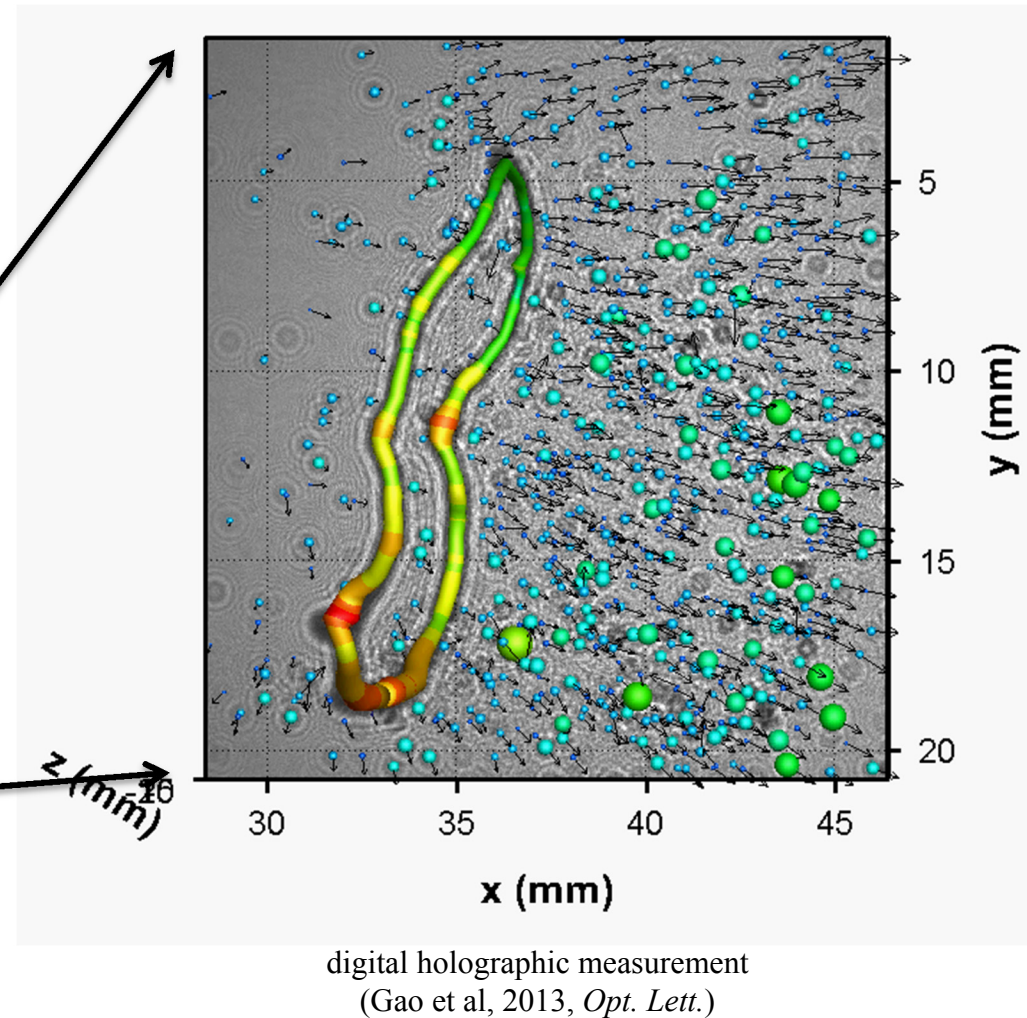 5
10
y (mm)
15
20
z (mm)
30 35 40 45
x (mm)
digital holographic measurement
(Gao et al, 2013, Opt. Lett.)